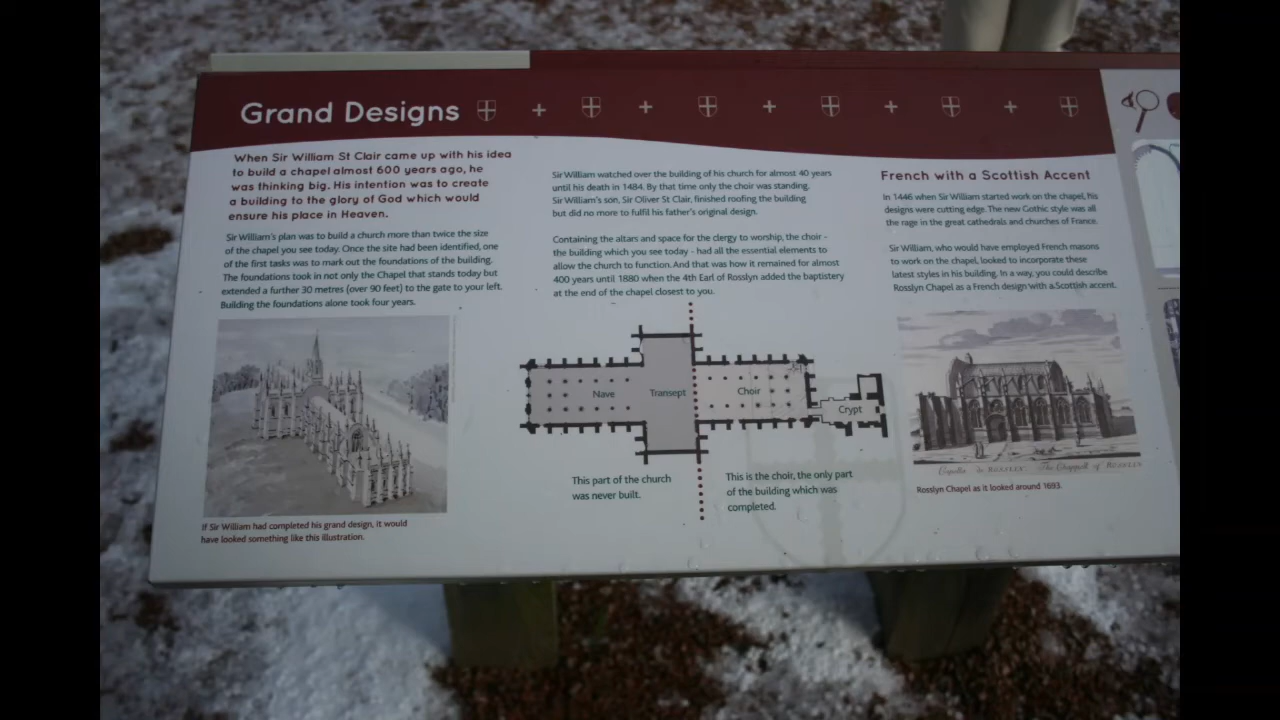 Grand Designs
When Sir William St Clair came up with his idea
to build a chapel almost 600 years ago, he
was thinking big. His intention was to create
a building to the glory of God which would
ensure his place in Heaven.
Sir William's plan was to build a church more than twice the size
of the chapel you see today. Once the site had been identified, one
of the first tasks was to mark out the foundations of the building.
The foundations took in not only the Chapel that stands today but
extended a further 30 metres (over 90 feet) to the gate to your left.
Building the foundations alone took four years.
If Sir William had completed his grand design, it would
have looked something like this illustration.
Sir William watched over the building of his church for almost 40 years
until his death in 1484. By that time only the choir was standing.
Sir William's son, Sir Oliver St Clair, finished roofing the building
but did no more to fulfil his father's original design.
Containing the altars and space for the clergy to worship, the choir -
the building which you see today - had all the essential elements to
allow the church to function. And that was how it remained for almost
400 years until 1880 when the 4th Earl of Rosslyn added the baptistery
at the end of the chapel closest to you.
Nave
Transept
Choir
Crypt
This part of the church
was never built.
This is the choir, the only part
of the building which was
completed.
French with a Scottish Accent
In 1446 when Sir William started work on the chapel, his
designs were cutting edge. The new Gothic style was all
the rage in the great cathedrals and churches of France.
Sir William, who would have employed French masons
to work on the chapel, looked to incorporate these
latest styles in his building. In a way, you could describe
Rosslyn Chapel as a French design with a Scottish accent.
Capella de ROSLIN. The Chappell of ROSLIN
Rosslyn Chapel as it looked around 1693.